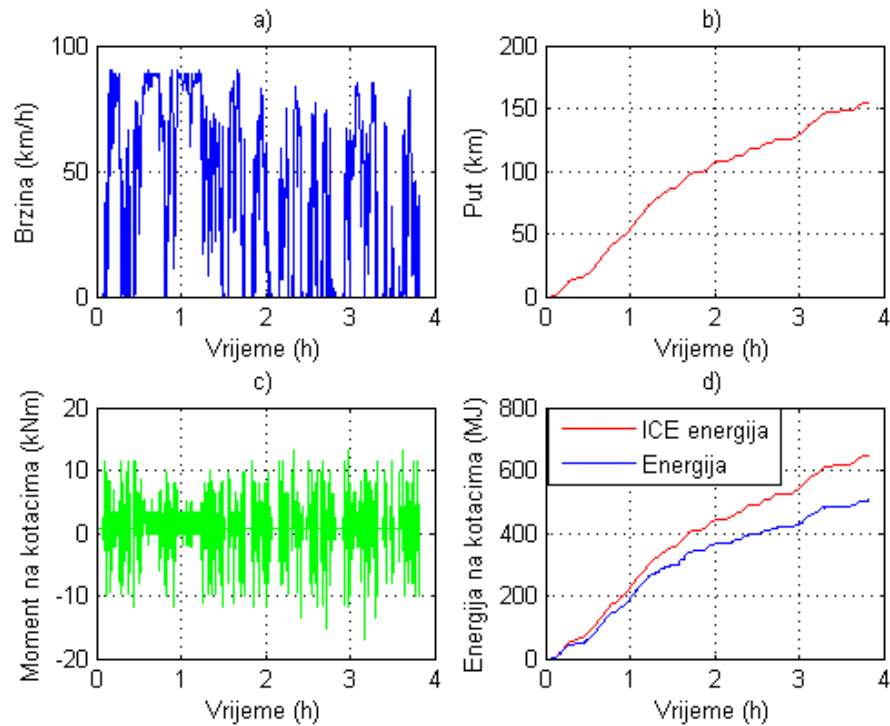 a)
Brzina (km/h)
100
50
0
0 1 2 3 4
Vrijeme (h)
b)
Put (km)
200
150
100
50
0
0 1 2 3 4
Vrijeme (h)
c)
Moment na kotacima (kNm)
20
10
0
-10
-20
0 1 2 3 4
Vrijeme (h)
d)
Energija na kotacima (MJ)
800
600
400
200
0
ICE energija
Energija
0 1 2 3 4
Vrijeme (h)